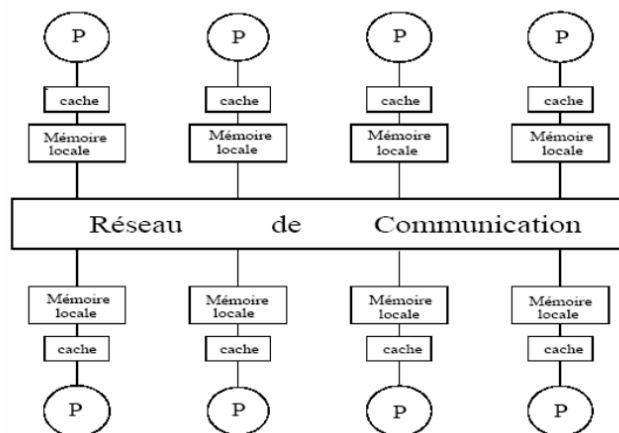 P P P P
cache cache cache cache
Mémoire Mémoire Mémoire Mémoire
locale locale locale locale
Réseau de Communication
Mémoire Mémoire Mémoire Mémoire
locale locale locale locale
cache cache cache cache
P P P P